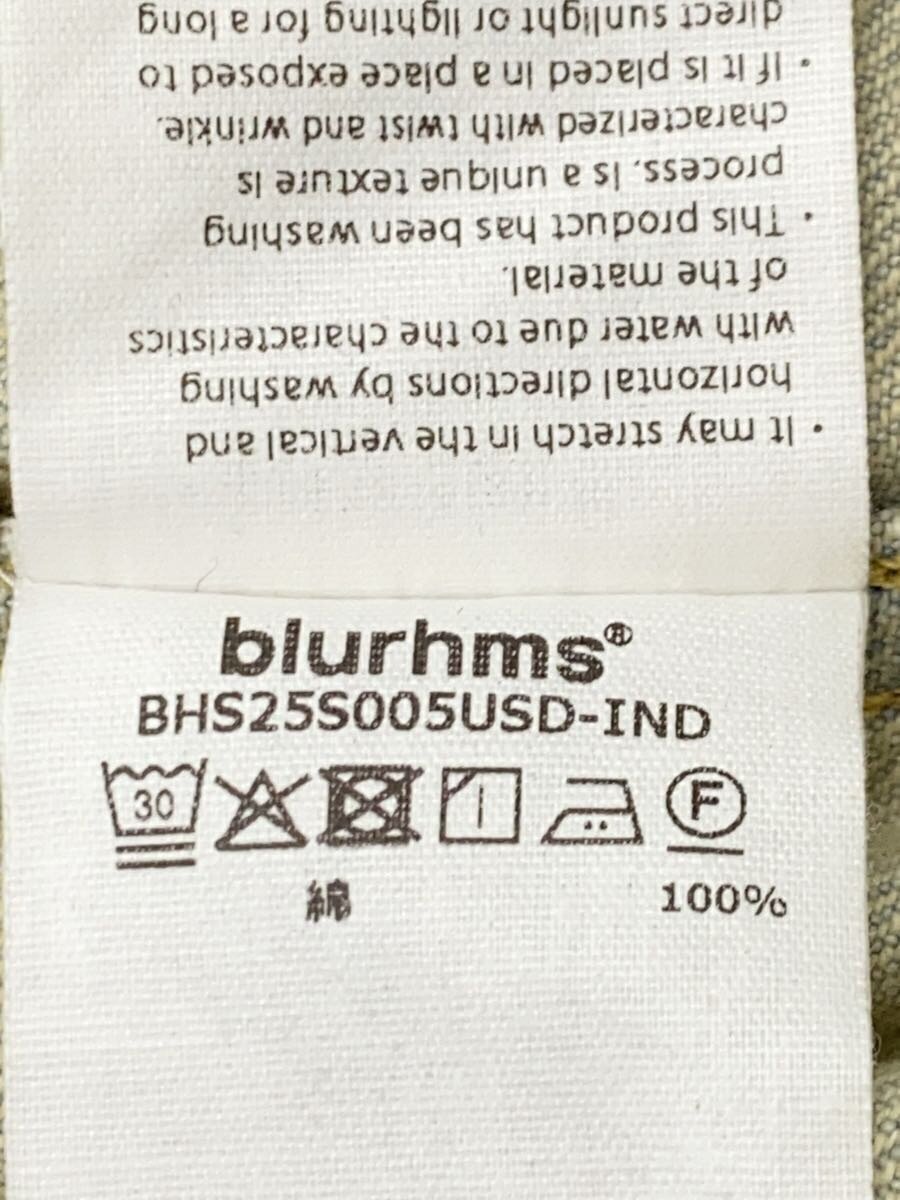 · It may stretch in the vertical and
horizontal directions by washing
with water due to the characteristics
of the material.
· This product has been washing
process. Is a unique texture is
characterized with twist and wrinkle.
· If it is placed in a place exposed to
direct sunlight or lighting for a long
blurhms®
BHS25S005USD-IND
30
F
綿 100%